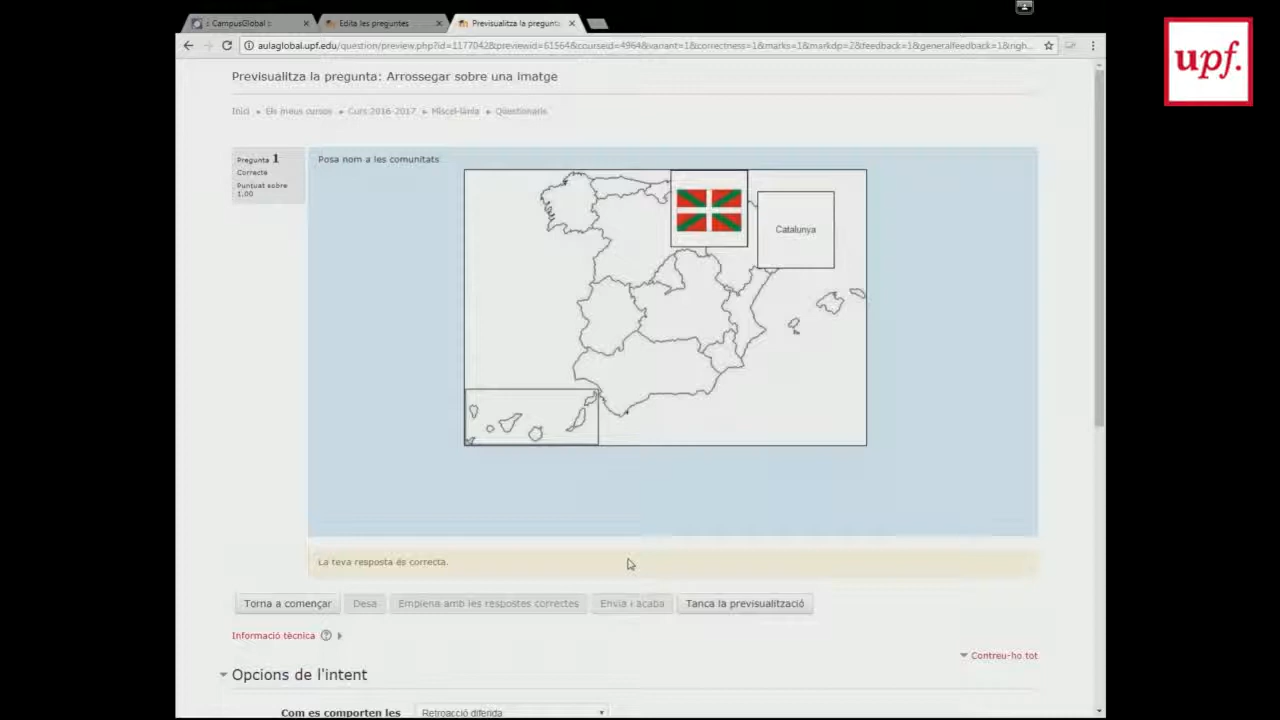 : CampusGlobal :
Edita les preguntes
Previsualitza la pregunta:
aulaglobal.upf.edu/question/preview.php?id=1177042&previewid=61564&courseid=4964&variant=1&correctness=1&marks=1&markdp=2&feedback=1&generalfeedback=1&righ...
upf.
Previsualitza la pregunta: Arrossegar sobre una imatge
Inici ▸ Els meus cursos ▸ Curs 2016-2017 ▸ Miscel·lània ▸ Qüestionaris
Pregunta 1
Correcte
Puntuat sobre
1,00
Posa nom a les comunitats
Catalunya
La teva resposta és correcta.
Torna a començar
Desa
Emplena amb les respostes correctes
Envia i acaba
Tanca la previsualització
Informació tècnica
Contreu-ho tot
Opcions de l'intent
Com es comporten les
Retroacció diferida